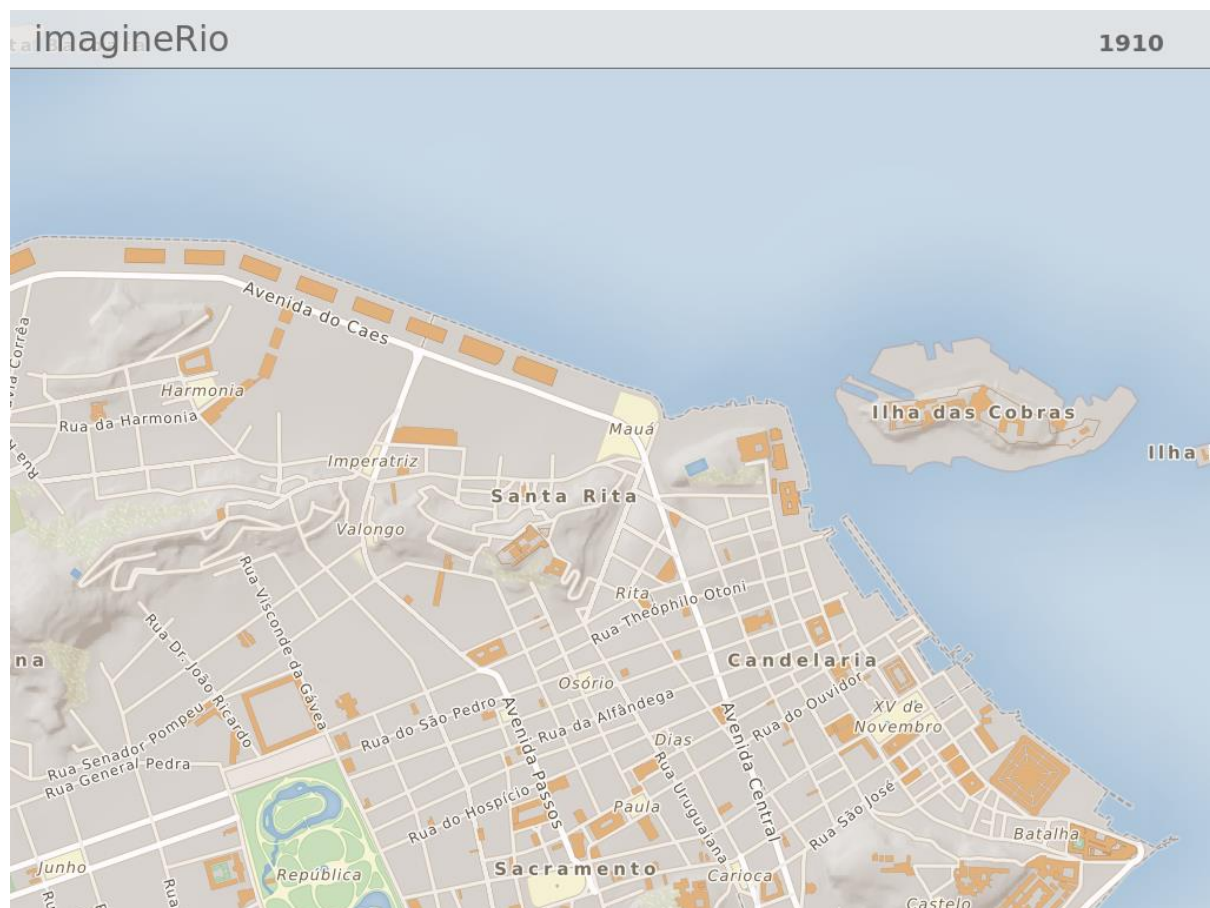 imagineRio
1910
Avenida do Caes
Harmonia
Rua da Harmonia
Mauá
Ilha das Cobras
Ilha
Imperatriz
Santa Rita
Valongo
Rua Visconde da Gávea
Rita
Rua Theóphilo Otoni
Rua Dr. João Ricardo
na
Candelaria
Osório
Rua do Ouvidor
XV de
Novembro
Rua Senador Pompeu
Rua General Pedra
Rua do São Pedro
Avenida Passos
Rua da Alfândega
Avenida Central
Dias
Rua Uruguaiana
Rua do Hospício
Paula
Rua São José
Batalha
Junho
República
Sacramento
Carioca
Castelo
Rua
Rua